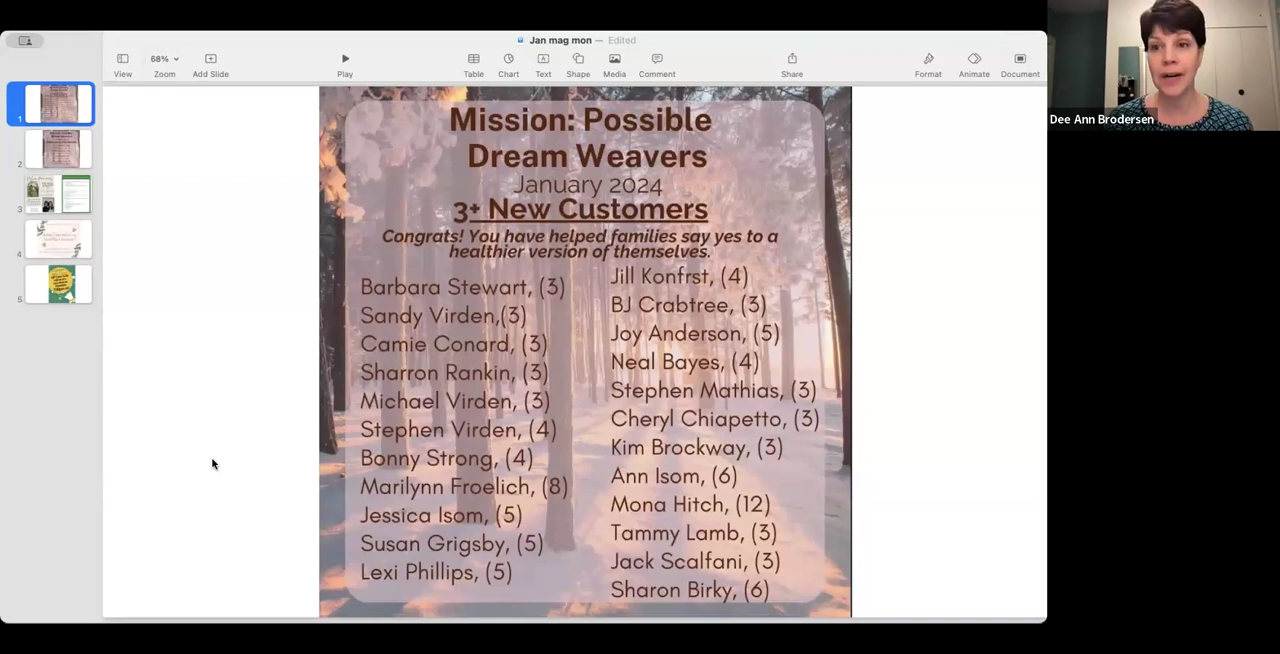 Jan mag mon — Edited
68%
View
Zoom
Add Slide
Play
Table
Chart
Text
Shape
Media
Comment
Share
Format
Animate
Document
1
2
3
4
5
Mission: Possible
Dream Weavers
January 2024
3+ New Customers
Congrats! You have helped families say yes to a
healthier version of themselves.
Barbara Stewart, (3)
Sandy Virden,(3)
Camie Conard, (3)
Sharron Rankin, (3)
Michael Virden, (3)
Stephen Virden, (4)
Bonny Strong, (4)
Marilynn Froelich, (8)
Jessica Isom, (5)
Susan Grigsby, (5)
Lexi Phillips, (5)
Jill Konfrst, (4)
BJ Crabtree, (3)
Joy Anderson, (5)
Neal Bayes, (4)
Stephen Mathias, (3)
Cheryl Chiapetto, (3)
Kim Brockway, (3)
Ann Isom, (6)
Mona Hitch, (12)
Tammy Lamb, (3)
Jack Scalfani, (3)
Sharon Birky, (6)
Dee Ann Brodersen